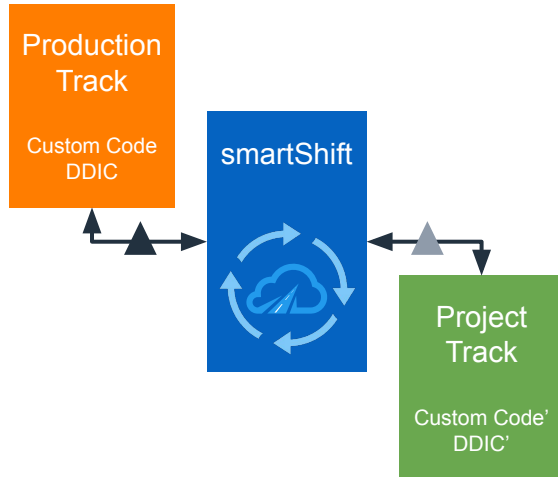 Production
Track
Custom Code
DDIC
smartShift
Project
Track
Custom Code’
DDIC’